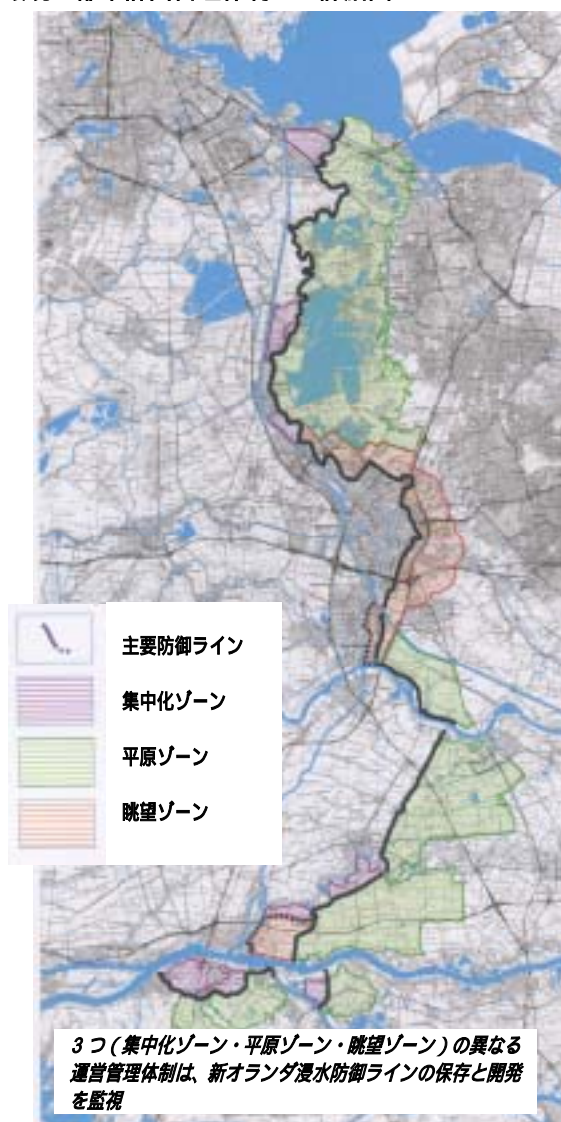 主要防御ライン
集中化ゾーン
平原ゾーン
眺望ゾーン
3つ（集中化ゾーン・平原ゾーン・眺望ゾーン）の異なる
運営管理体制は、新オランダ浸水防御ラインの保存と開発
を監視